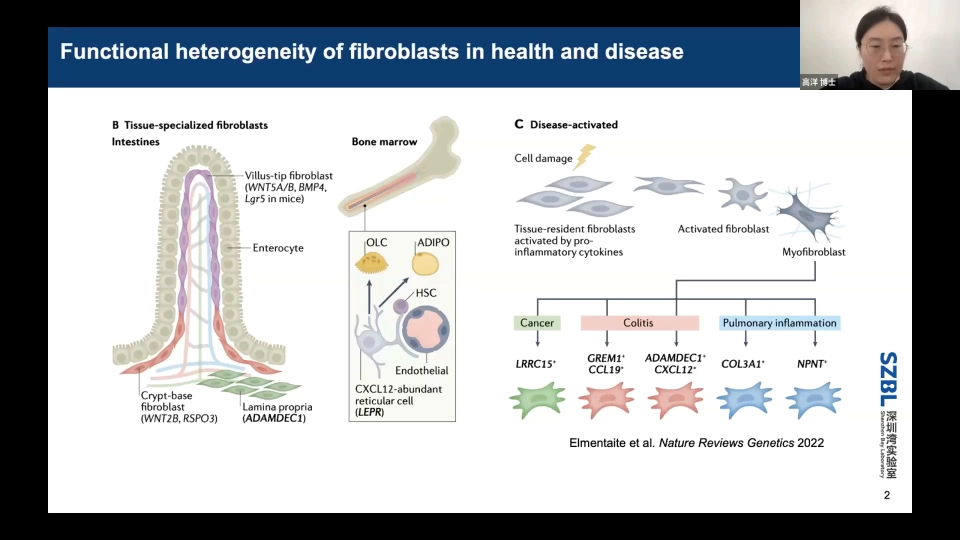 Functional heterogeneity of fibroblasts in health and disease
高洋 博士
B Tissue-specialized fibroblasts
Intestines
Villus-tip fibroblast
(WNT5A/B, BMP4,
Lgr5 in mice)
Enterocyte
Crypt-base
fibroblast
(WNT2B, RSPO3)
Lamina propria
(ADAMDEC1)
Bone marrow
OLC
ADIPO
HSC
Endothelial
CXCL12-abundant
reticular cell
(LEPR)
C Disease-activated
Cell damage
Tissue-resident fibroblasts
activated by pro-
inflammatory cytokines
Activated fibroblast
Myofibroblast
Cancer
Colitis
Pulmonary inflammation
LRRC15⁺
GREM1⁺
CCL19⁺
ADAMDEC1⁺
CXCL12⁺
COL3A1⁺
NPNT⁺
Elmentaite et al. Nature Reviews Genetics 2022
SZBL
深圳湾实验室
Shenzhen Bay Laboratory
2